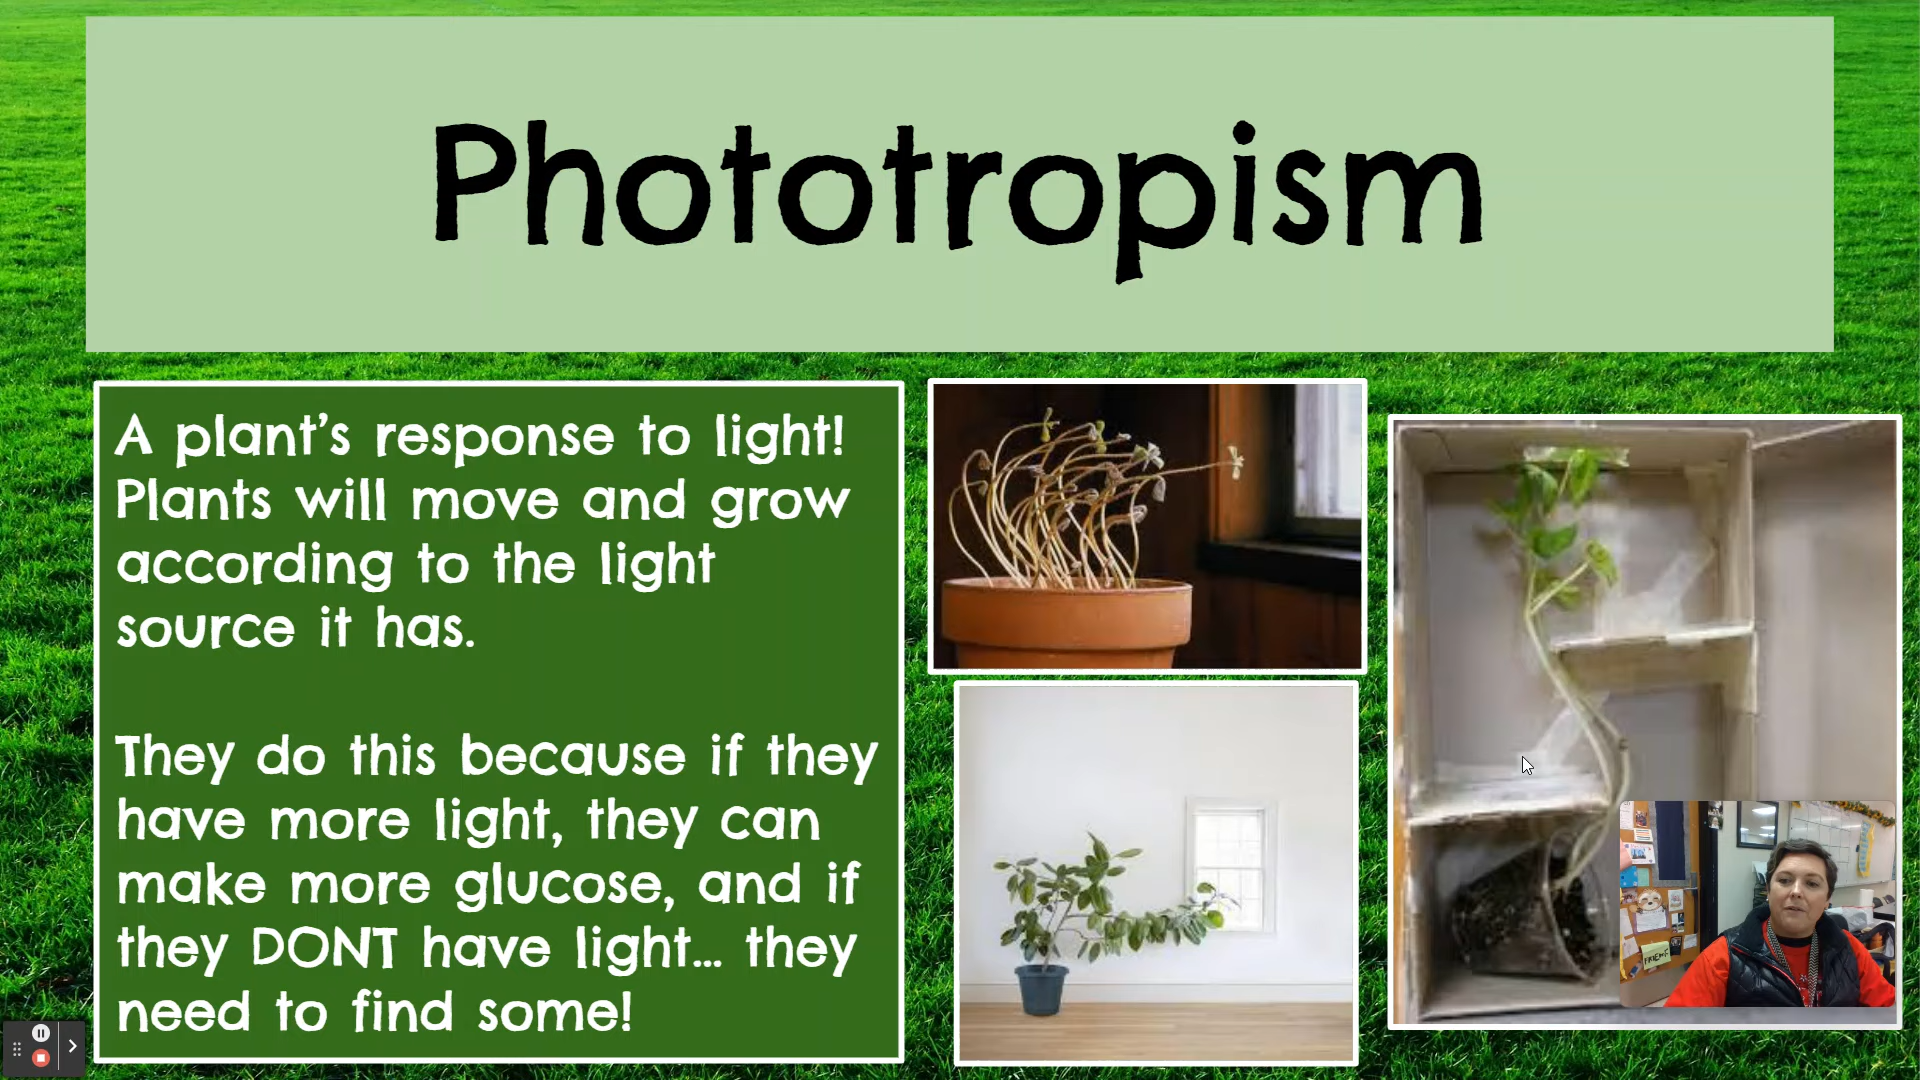 Phototropism
A plant's response to light!
Plants will move and grow
according to the light
source it has.
They do this because if they
have more light, they can
make more glucose, and if
they DON'T have light... they
need to find some!